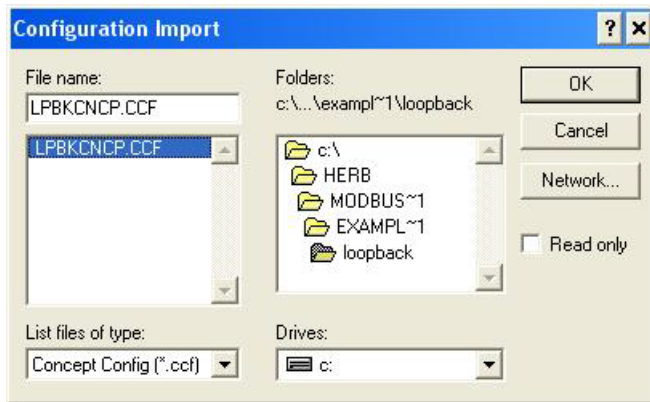 Configuration Import
File name:
LPBKCNCP.CCF
LPBKCNCP.CCF
List files of type:
Concept Config (*.ccf)
Folders:
c:\...\exampl~1\loopback
c:\
HERB
MODBUS~1
EXAMPL~1
loopback
Drives:
c:
OK
Cancel
Network...
Read only